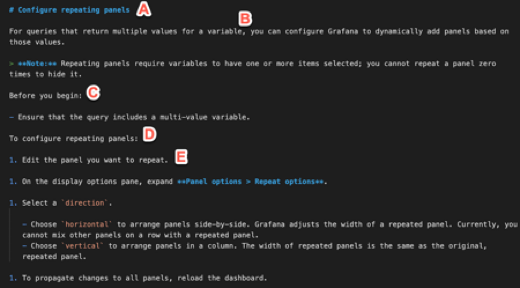 # Configure repeating panels A
B
For queries that return multiple values for a variable, you can configure Grafana to dynamically add panels based on
those values.
> **Note:** Repeating panels require variables to have one or more items selected; you cannot repeat a panel zero
times to hide it.
Before you begin: C
- Ensure that the query includes a multi-value variable.
To configure repeating panels: D
1. Edit the panel you want to repeat. E
1. On the display options pane, expand **Panel options > Repeat options**.
1. Select a `direction`.
- Choose `horizontal` to arrange panels side-by-side. Grafana adjusts the width of a repeated panel. Currently, you
cannot mix other panels on a row with a repeated panel.
- Choose `vertical` to arrange panels in a column. The width of repeated panels is the same as the original,
repeated panel.
1. To propagate changes to all panels, reload the dashboard.